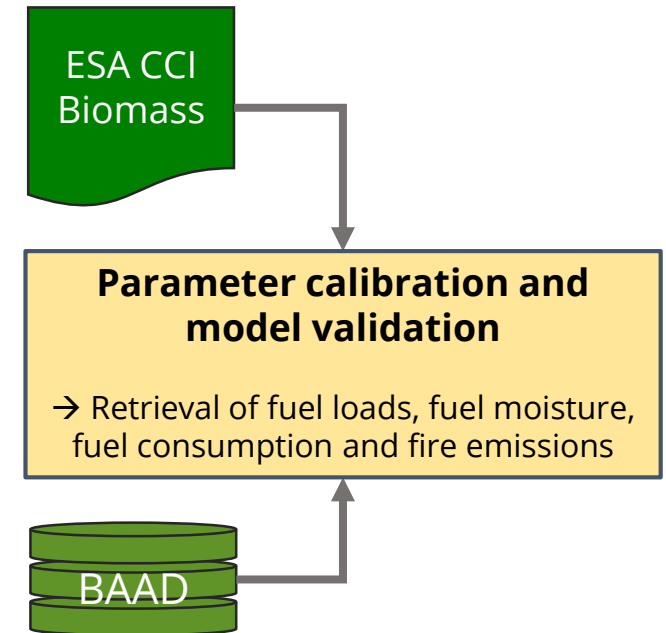 ESA CCI
Biomass
Parameter calibration and
model validation
→ Retrieval of fuel loads, fuel moisture,
fuel consumption and fire emissions
BAAD